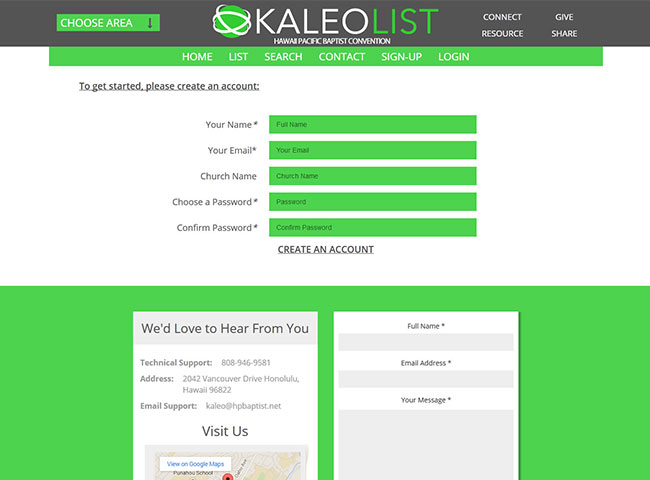 CHOOSE AREA ↓
KALEOLIST
HAWAII PACIFIC BAPTIST CONVENTION
CONNECT GIVE
RESOURCE SHARE
HOME LIST SEARCH CONTACT SIGN-UP LOGIN
To get started, please create an account:
Your Name* Full Name
Your Email* Your Email
Church Name Church Name
Choose a Password* Password
Confirm Password* Confirm Password
CREATE AN ACCOUNT
We'd Love to Hear From You
Technical Support: 808-946-9581
Address: 2042 Vancouver Drive Honolulu,
Hawaii 96822
Email Support: kaleo@hpbaptist.net
Visit Us
View on Google Maps
Punahou School
Full Name *
Email Address *
Your Message *